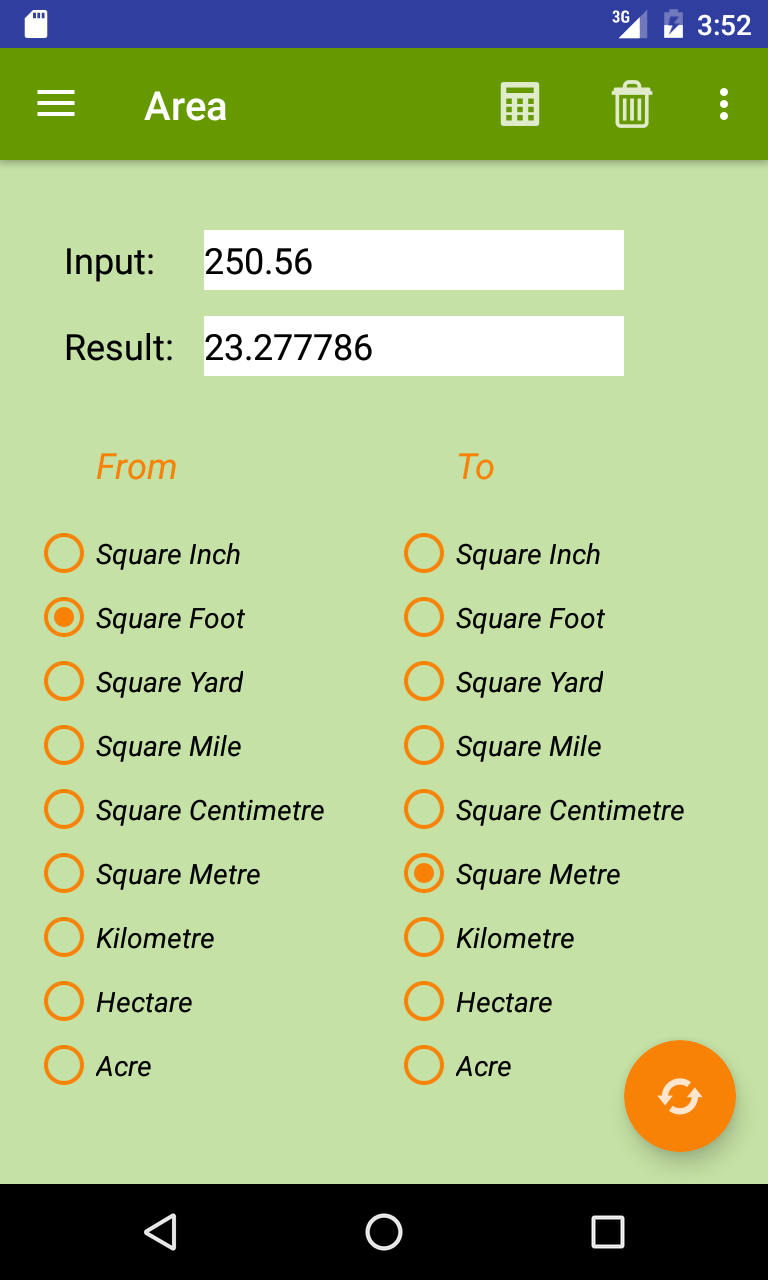 3G 3:52
Area
Input: 250.56
Result: 23.277786
From To
Square Inch Square Inch
Square Foot Square Foot
Square Yard Square Yard
Square Mile Square Mile
Square Centimetre Square Centimetre
Square Metre Square Metre
Kilometre Kilometre
Hectare Hectare
Acre Acre